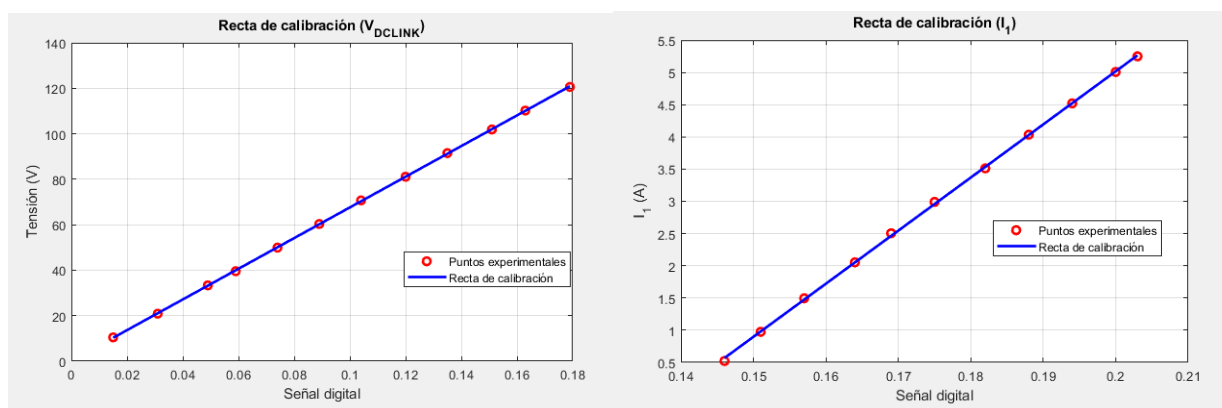 Recta de calibración (V_DCLINK)
140
120
100
80
60
40
20
0
Tensión (V)
0 0.02 0.04 0.06 0.08 0.1 0.12 0.14 0.16 0.18
Señal digital
Puntos experimentales
Recta de calibración
Recta de calibración (I_1)
5.5
5
4.5
4
3.5
3
2.5
2
1.5
1
0.5
I_1 (A)
0.14 0.15 0.16 0.17 0.18 0.19 0.2 0.21
Señal digital
Puntos experimentales
Recta de calibración